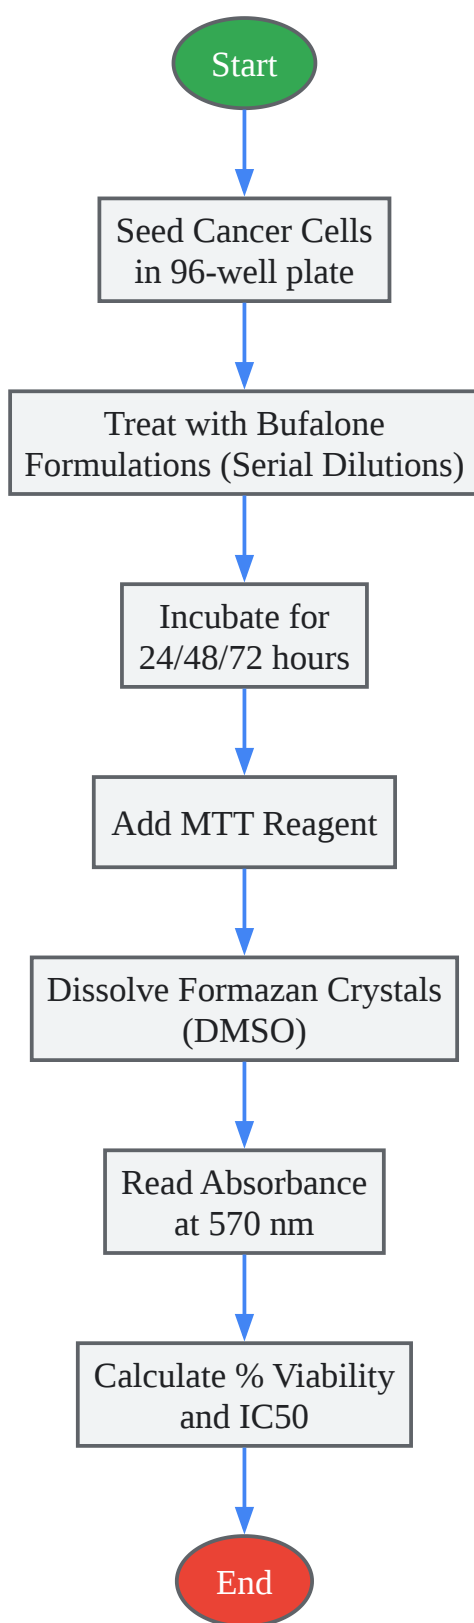 Start
Seed Cancer Cells
in 96-well plate
Treat with Bufalone
Formulations (Serial Dilutions)
Incubate for
24/48/72 hours
Add MTT Reagent
Dissolve Formazan Crystals
(DMSO)
Read Absorbance
at 570 nm
Calculate % Viability
and IC50
End